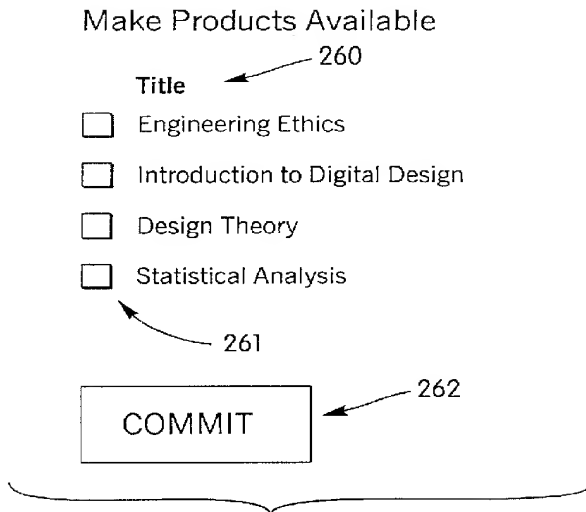 Make Products Available
260
Title
Engineering Ethics
Introduction to Digital Design
Design Theory
Statistical Analysis
261
262
COMMIT